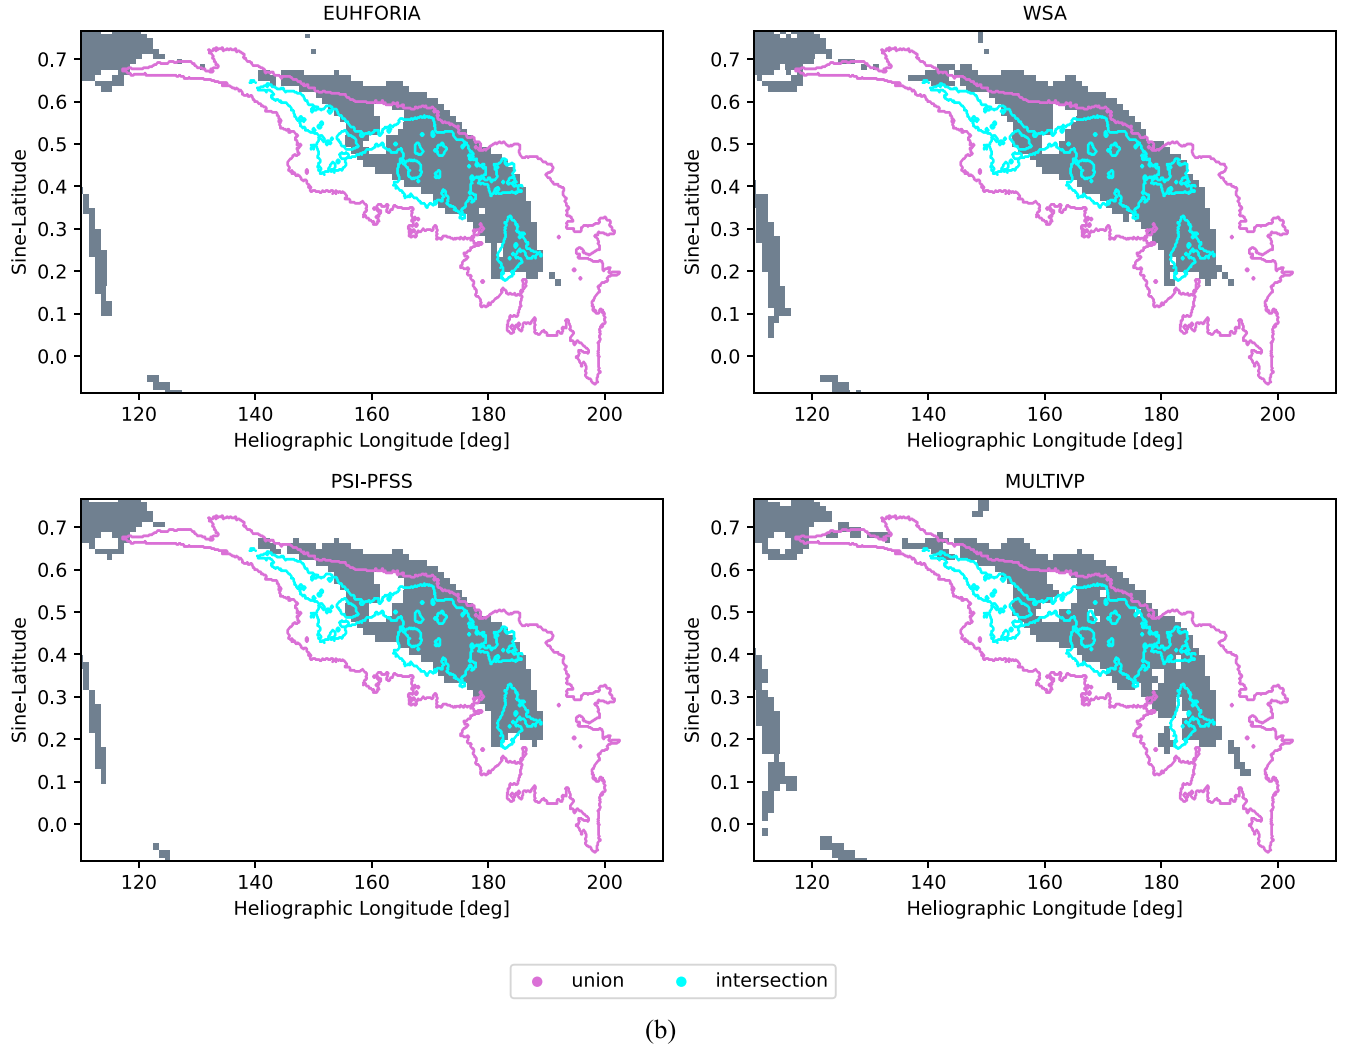 EUHFORIA
WSA
Sine-Latitude
0.7
0.6
0.5
0.4
0.3
0.2
0.1
0.0
120 140 160 180 200
Heliographic Longitude [deg]
Sine-Latitude
0.7
0.6
0.5
0.4
0.3
0.2
0.1
0.0
120 140 160 180 200
Heliographic Longitude [deg]
PSI-PFSS
MULTIVP
Sine-Latitude
0.7
0.6
0.5
0.4
0.3
0.2
0.1
0.0
120 140 160 180 200
Heliographic Longitude [deg]
Sine-Latitude
0.7
0.6
0.5
0.4
0.3
0.2
0.1
0.0
120 140 160 180 200
Heliographic Longitude [deg]
union intersection
(b)